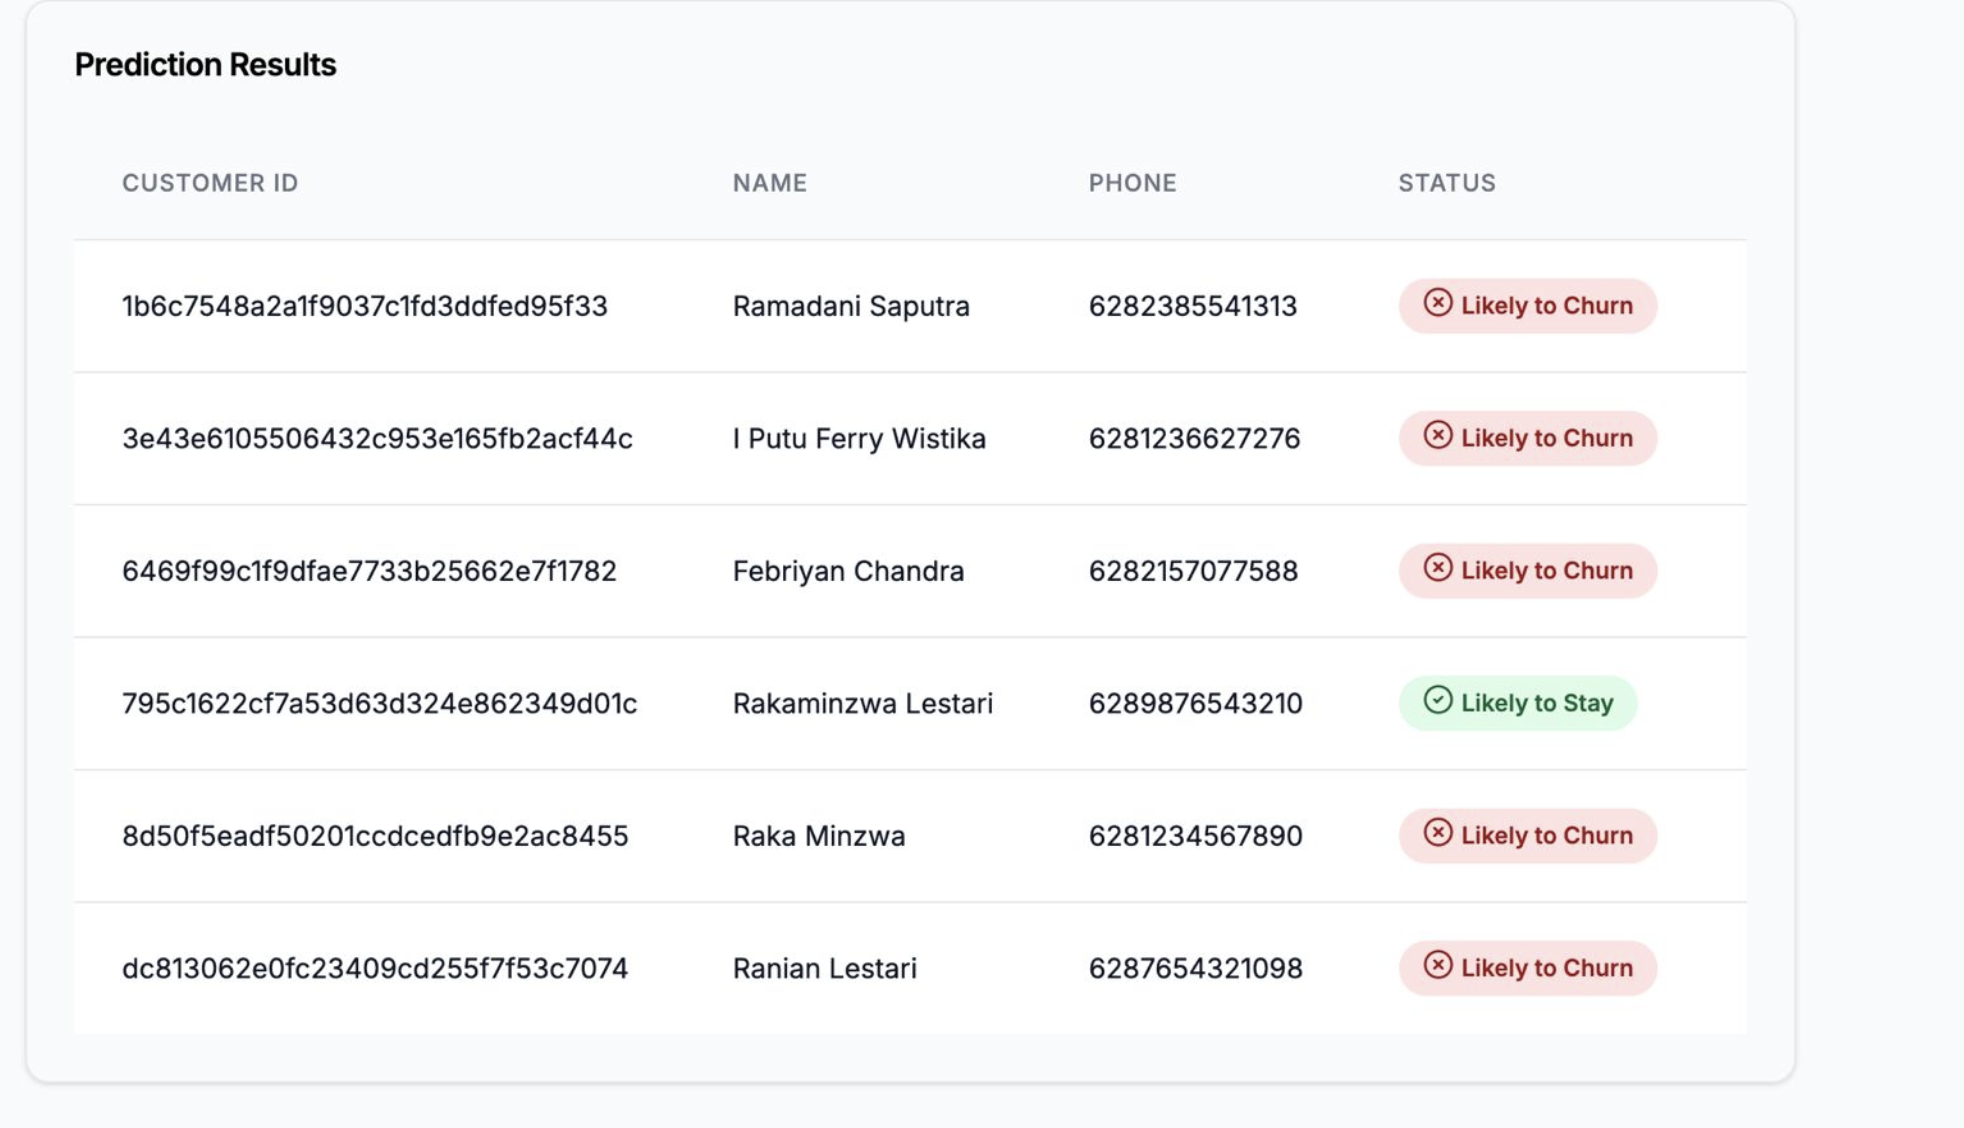 Prediction Results
CUSTOMER ID NAME PHONE STATUS
1b6c7548a2a1f9037c1fd3ddfed95f33 Ramadani Saputra 6282385541313 Likely to Churn
3e43e6105506432c953e165fb2acf44c I Putu Ferry Wistika 6281236627276 Likely to Churn
6469f99c1f9dfae7733b25662e7f1782 Febriyan Chandra 6282157077588 Likely to Churn
795c1622cf7a53d63d324e862349d01c Rakaminzwa Lestari 6289876543210 Likely to Stay
8d50f5eadf50201ccdcedfb9e2ac8455 Raka Minzwa 6281234567890 Likely to Churn
dc813062e0fc23409cd255f7f53c7074 Ranian Lestari 6287654321098 Likely to Churn